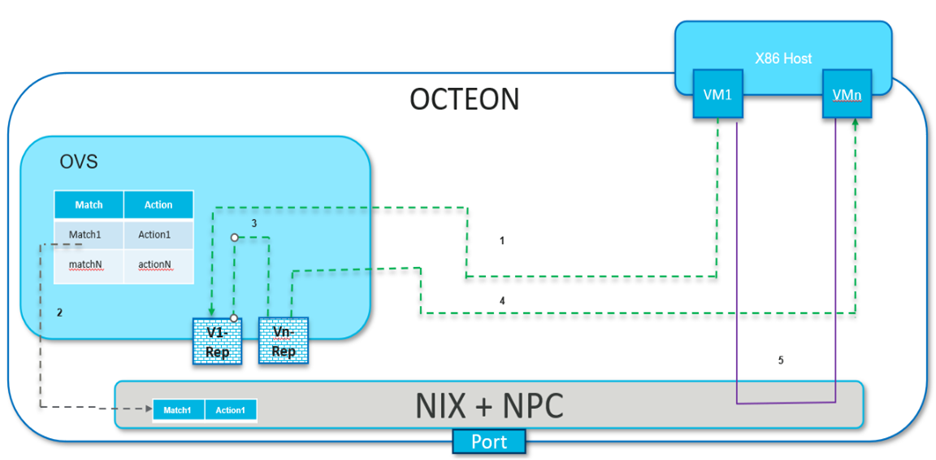 X86 Host
VM1
VMn
OCTEON
OVS
Match Action
Match1 Action1
matchN actionN
3
1
4
2
V1-
Rep
Vn-
Rep
5
NIX + NPC
Match1 Action1
Port